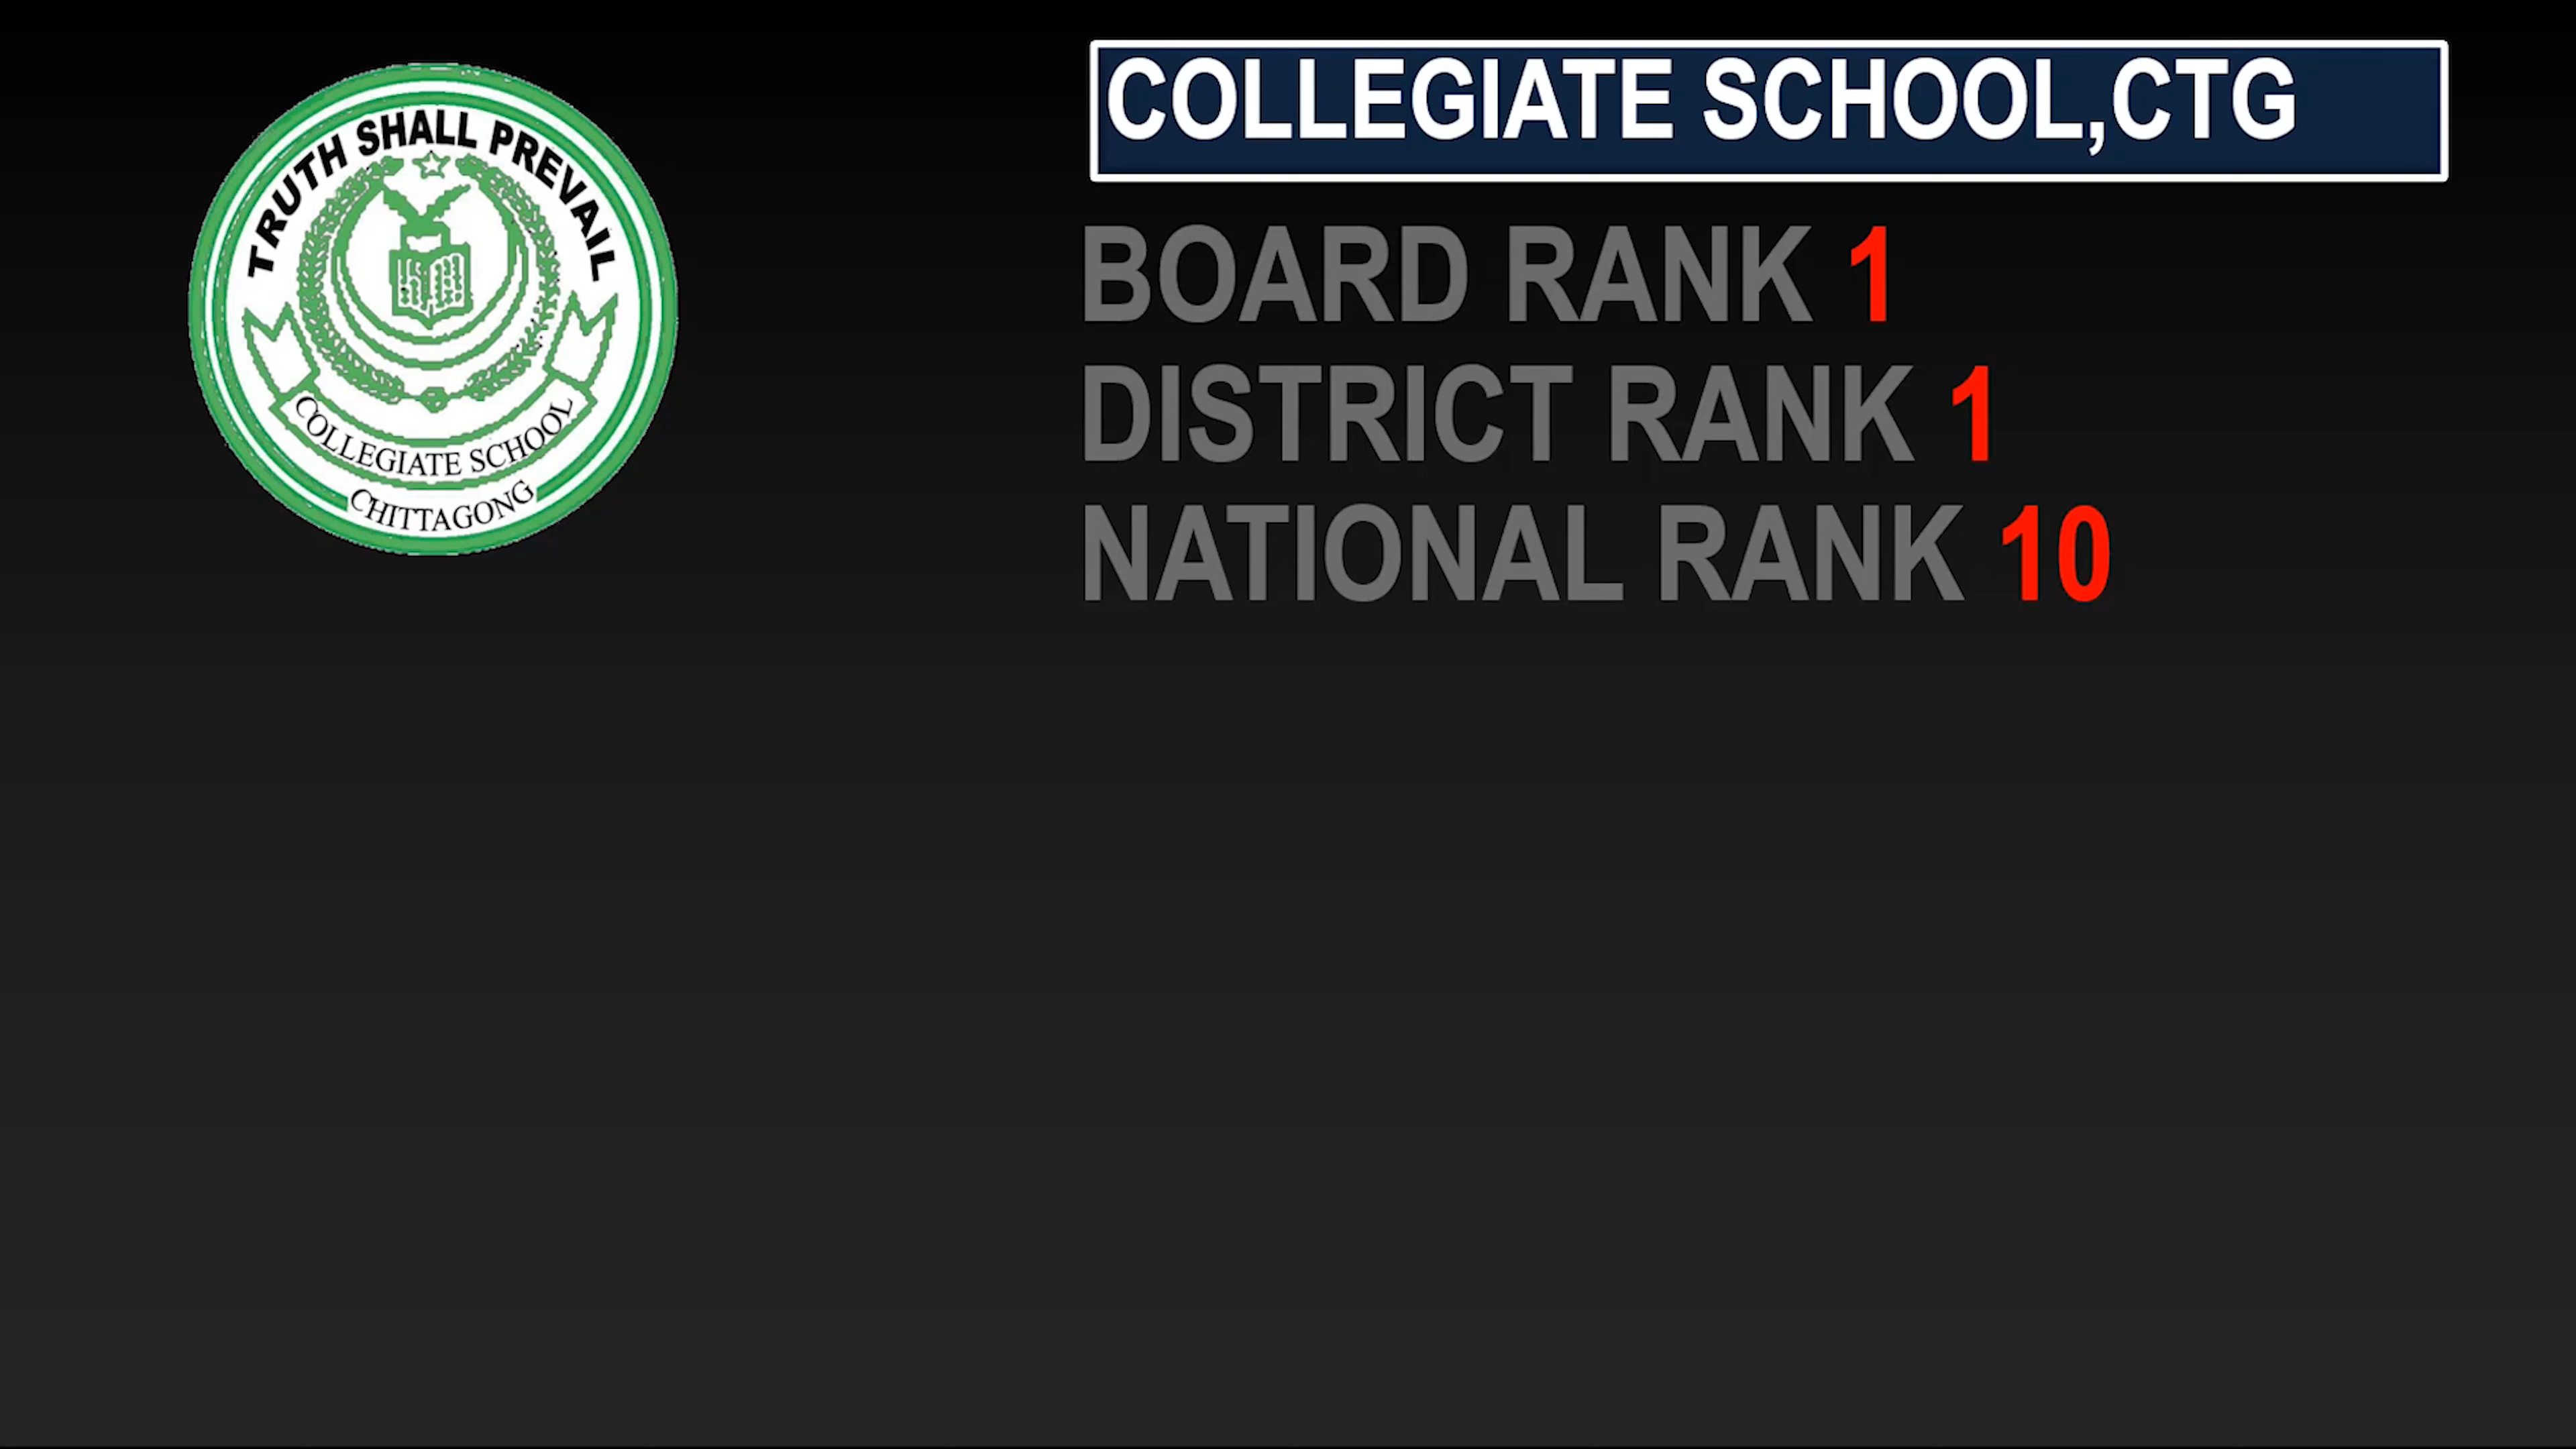 TRUTH SHALL PREVAIL
COLLEGIATE SCHOOL
CHITTAGONG
COLLEGIATE SCHOOL,CTG
BOARD RANK 1
DISTRICT RANK 1
NATIONAL RANK 10